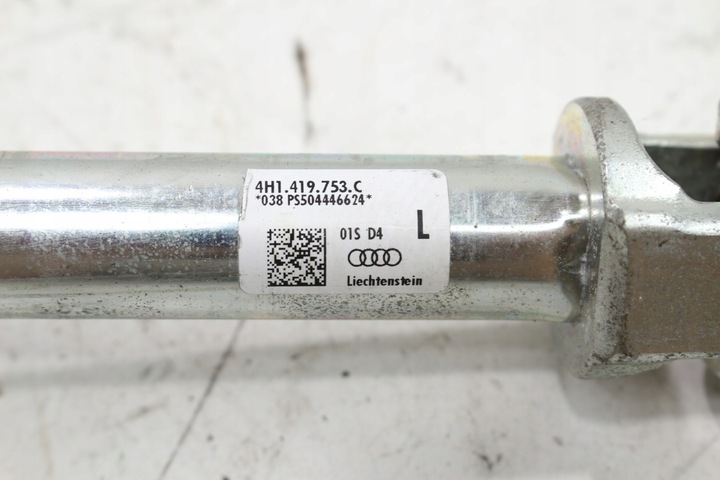 4H1.419.753.C
*038 PS504446624*
01S D4
L
Liechtenstein